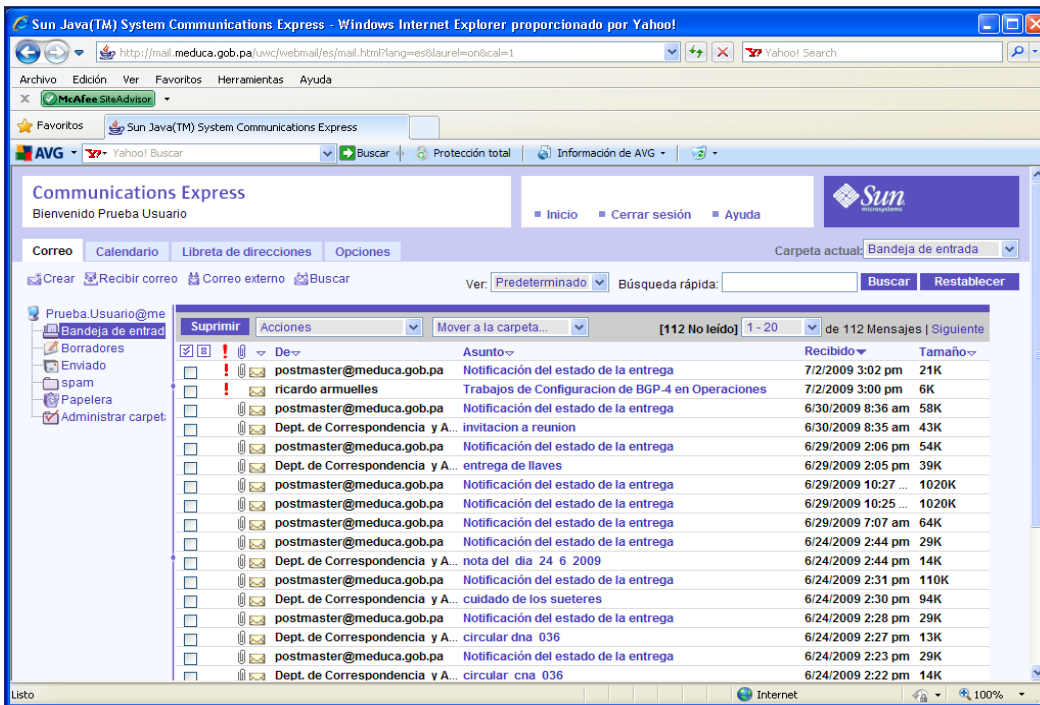 Sun Java(TM) System Communications Express - Windows Internet Explorer proporcionado por Yahoo!
http://mail.meduca.gob.pa/uwc/webmail/es/mail.html?lang=es&laurel=on&cal=1 Yahoo! Search
Archivo Edición Ver Favoritos Herramientas Ayuda
X McAfee SiteAdvisor
Favoritos Sun Java(TM) System Communications Express
AVG Yahoo! Buscar Buscar Protección total Información de AVG
Communications Express
Bienvenido Prueba Usuario
Inicio Cerrar sesión Ayuda
Sun
microsystems
Correo Calendario Libreta de direcciones Opciones Carpeta actual: Bandeja de entrada
Crear Recibir correo Correo externo Buscar Ver: Predeterminado Búsqueda rápida: Buscar Restablecer
Prueba.Usuario@me
Bandeja de entrad
Borradores
Enviado
spam
Papelera
Administrar carpeta
Suprimir Acciones Mover a la carpeta... [112 No leído] 1 - 20 de 112 Mensajes | Siguiente
De Asunto Recibido Tamaño
postmaster@meduca.gob.pa Notificación del estado de la entrega 7/2/2009 3:02 pm 21K
ricardo armuelles Trabajos de Configuracion de BGP-4 en Operaciones 7/2/2009 3:00 pm 6K
postmaster@meduca.gob.pa Notificación del estado de la entrega 6/30/2009 8:36 am 58K
Dept. de Correspondencia y A... invitacion a reunion 6/30/2009 8:35 am 43K
postmaster@meduca.gob.pa Notificación del estado de la entrega 6/29/2009 2:06 pm 54K
Dept. de Correspondencia y A... entrega de llaves 6/29/2009 2:05 pm 39K
postmaster@meduca.gob.pa Notificación del estado de la entrega 6/29/2009 10:27 ... 1020K
postmaster@meduca.gob.pa Notificación del estado de la entrega 6/29/2009 10:25 ... 1020K
postmaster@meduca.gob.pa Notificación del estado de la entrega 6/29/2009 7:07 am 64K
postmaster@meduca.gob.pa Notificación del estado de la entrega 6/24/2009 2:44 pm 29K
Dept. de Correspondencia y A... nota del dia 24 6 2009 6/24/2009 2:44 pm 14K
postmaster@meduca.gob.pa Notificación del estado de la entrega 6/24/2009 2:31 pm 110K
Dept. de Correspondencia y A... cuidado de los sueteres 6/24/2009 2:30 pm 94K
postmaster@meduca.gob.pa Notificación del estado de la entrega 6/24/2009 2:28 pm 29K
Dept. de Correspondencia y A... circular dna 036 6/24/2009 2:27 pm 13K
postmaster@meduca.gob.pa Notificación del estado de la entrega 6/24/2009 2:23 pm 29K
Dept. de Correspondencia y A... circular cna 036 6/24/2009 2:22 pm 14K
Listo Internet 100%